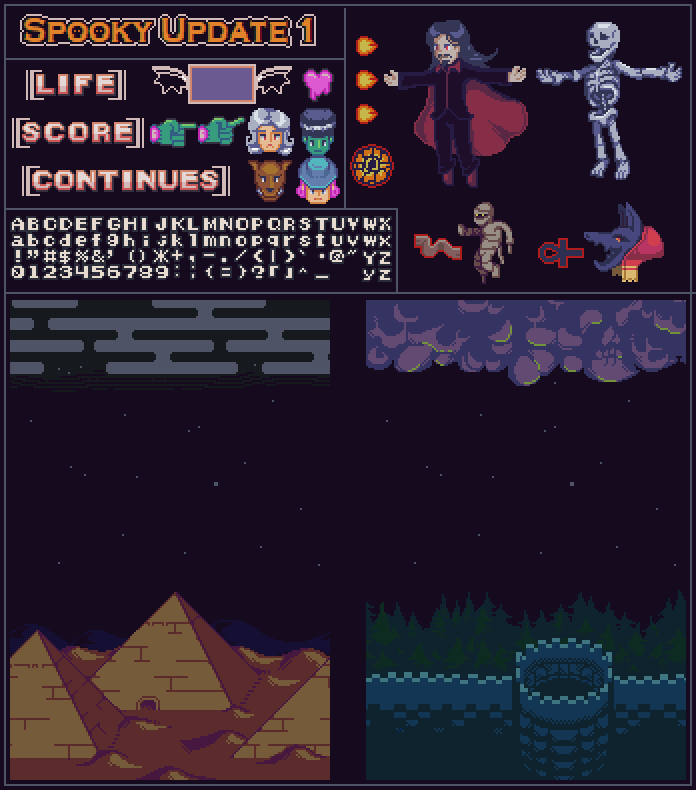 Spooky Update 1
[LIFE]
[SCORE]
[CONTINUES]
ABCDEFGHIJKLMNOPQRSTUVWX
abcdefghijklmnopqrstuvwx
!"#$%&' ()Ж+,-./<|>`·@~YZ
0123456789:;(=)?「」^_ yz